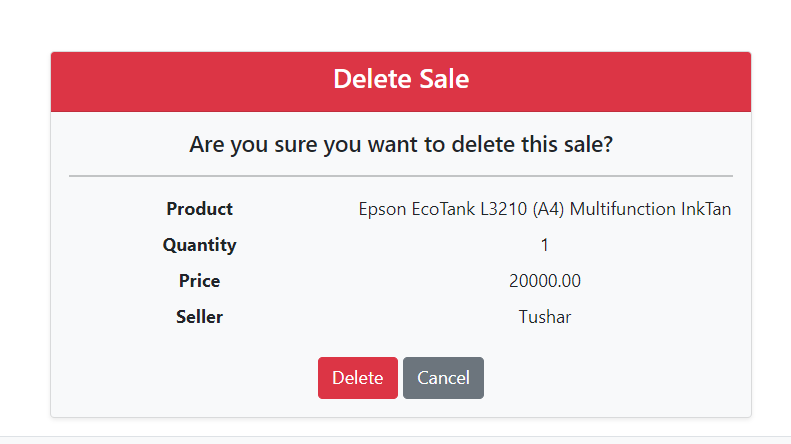 Delete Sale
Are you sure you want to delete this sale?
Product Epson EcoTank L3210 (A4) Multifunction InkTan
Quantity 1
Price 20000.00
Seller Tushar
Delete Cancel